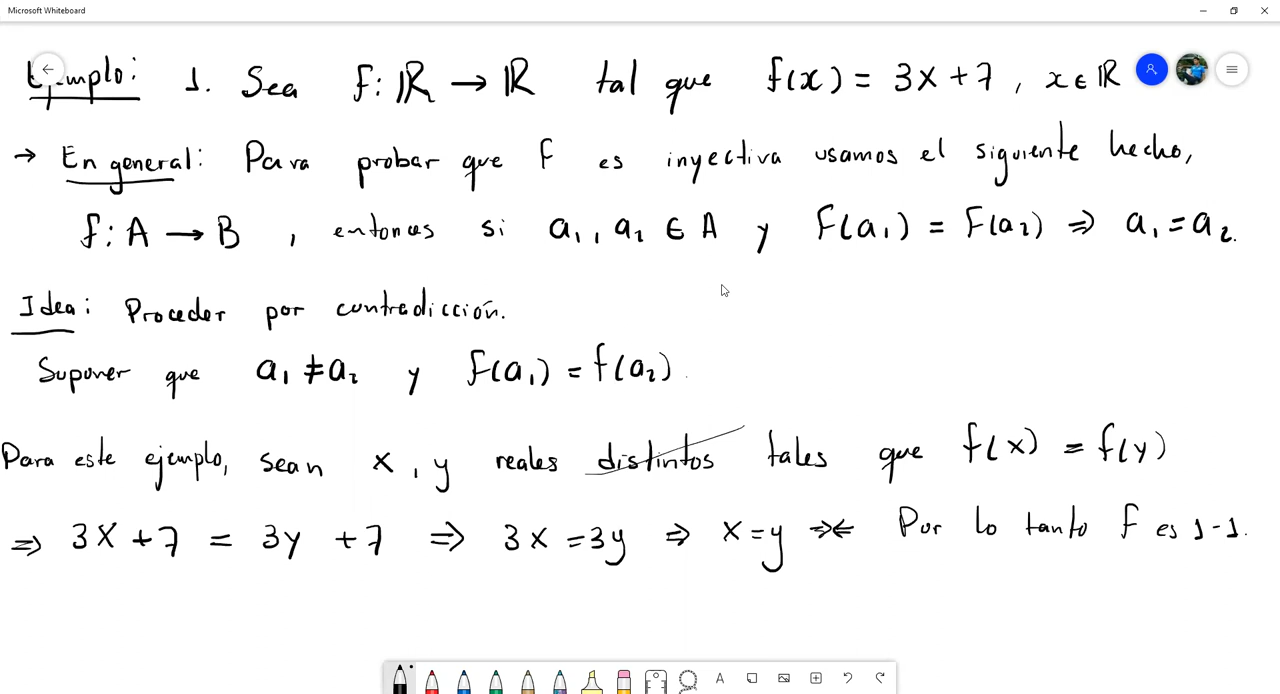 Microsoft Whiteboard
Ejemplo: 1. Sea f: ℝ → ℝ tal que f(x) = 3x+7, x ∈ ℝ
→ En general: Para probar que f es inyectiva usamos el siguiente hecho,
f: A → B, entonces si a₁, a₂ ∈ A y f(a₁) = f(a₂) ⇒ a₁ = a₂.
Idea: Proceder por contradicción.
Suponer que a₁ ≠ a₂ y f(a₁) = f(a₂).
Para este ejemplo, sean x, y reales distintos tales que f(x) = f(y)
⇒ 3x+7 = 3y+7 ⇒ 3x = 3y ⇒ x = y ⇒⇐ Por lo tanto f es 1-1.